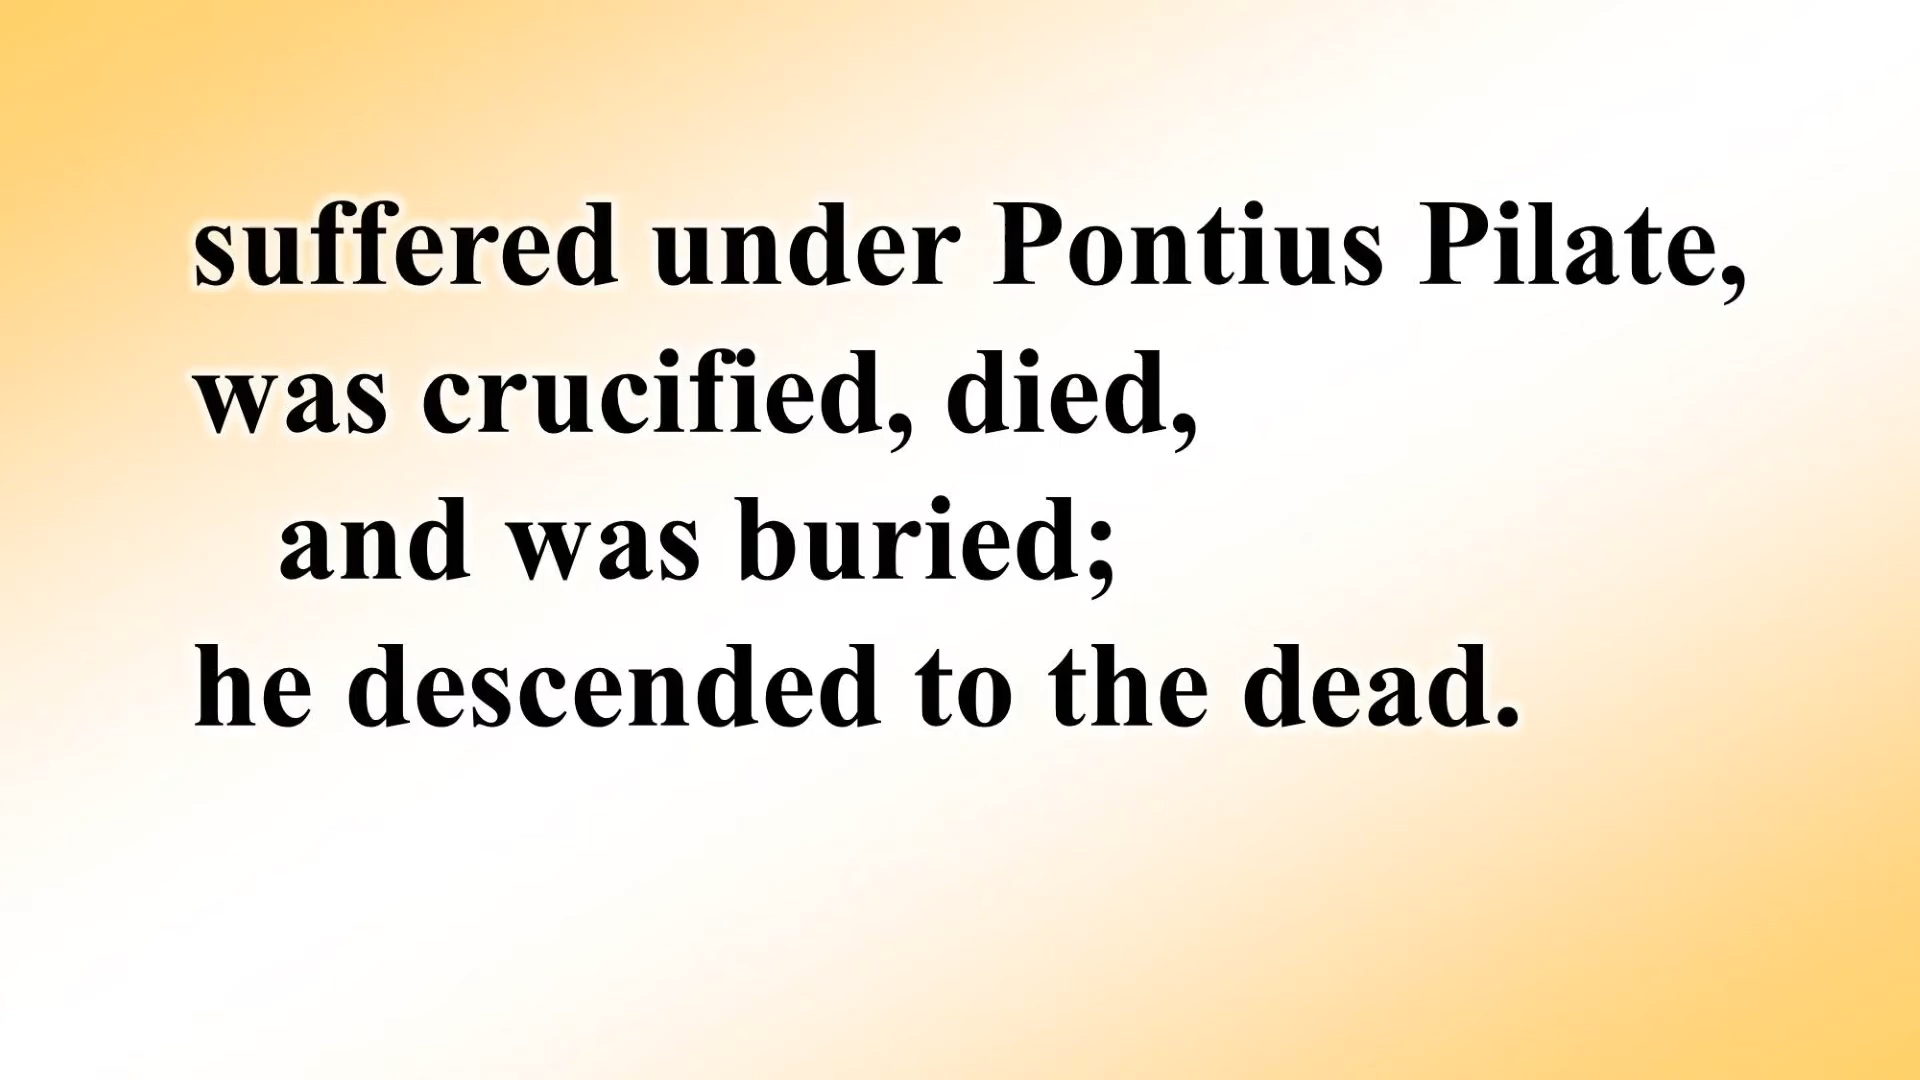 suffered under Pontius Pilate,
was crucified, died,
and was buried;
he descended to the dead.